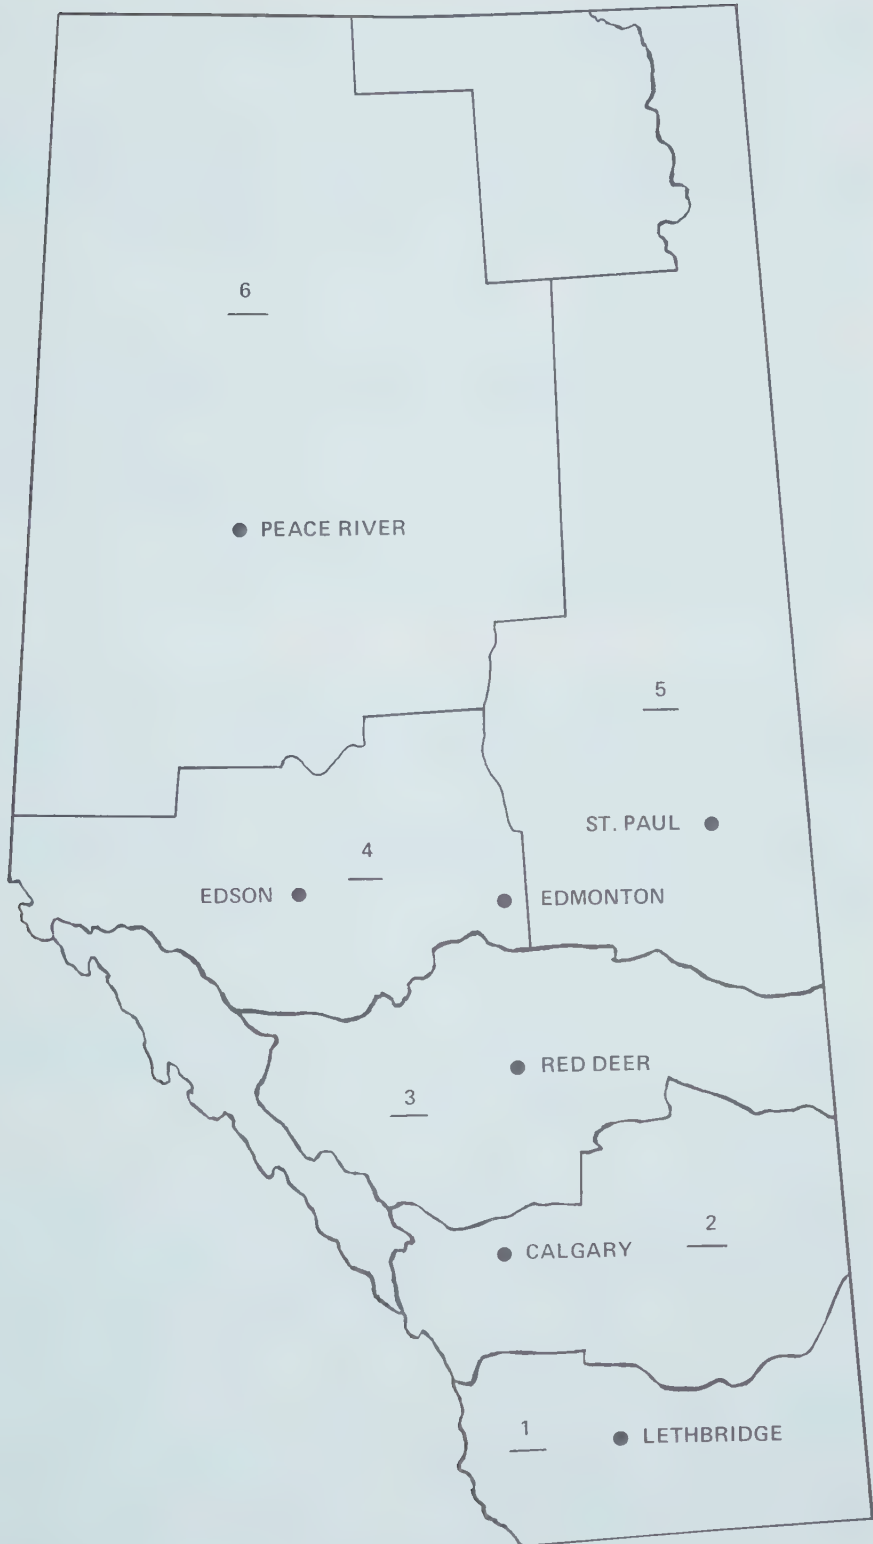 6
PEACE RIVER
5
ST. PAUL
4
EDSON
EDMONTON
RED DEER
3
2
CALGARY
1
LETHBRIDGE